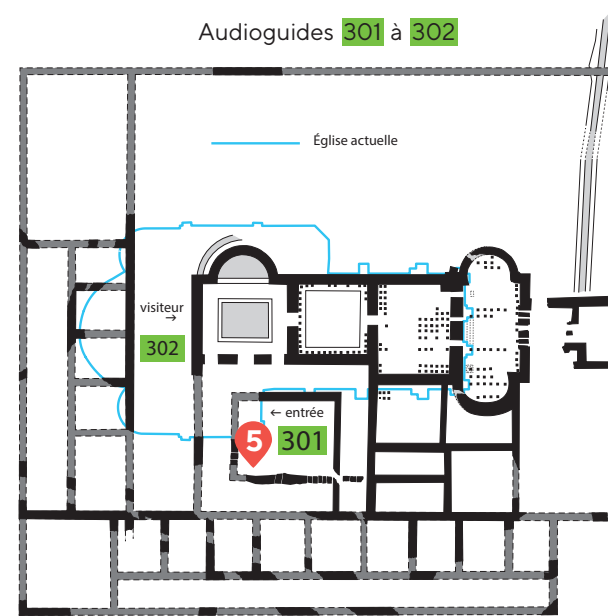 Audioguides 301 à 302
Église actuelle
visiteur
→
302
← entrée
5 301